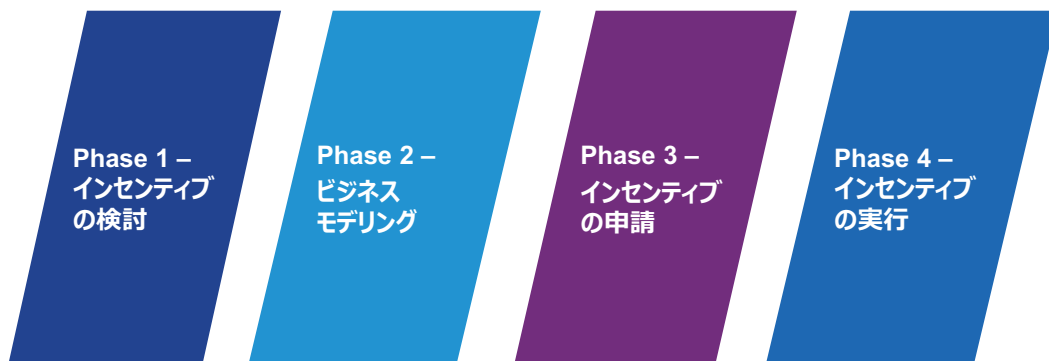 Phase 1 –
インセンティブ
の検討
Phase 2 –
ビジネス
モデリング
Phase 3 –
インセンティブ
の申請
Phase 4 –
インセンティブ
の実行